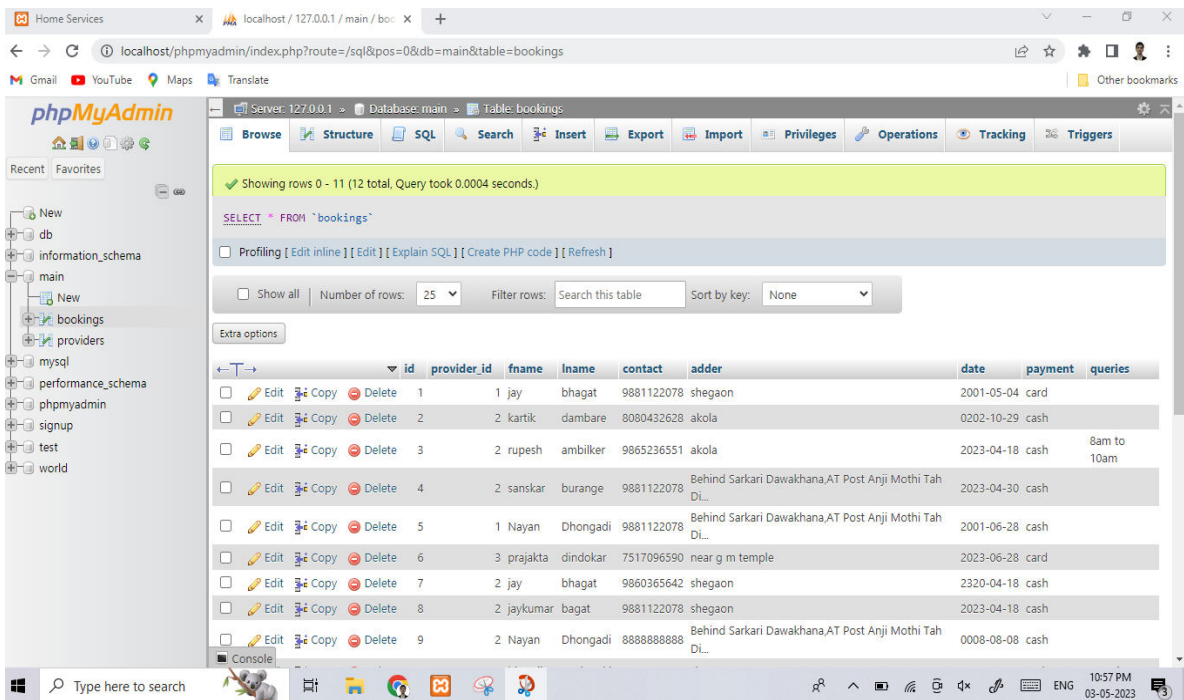 Home Services
localhost / 127.0.0.1 / main / boc
localhost/phpmyadmin/index.php?route=/sql&pos=0&db=main&table=bookings
Gmail YouTube Maps Translate Other bookmarks
phpMyAdmin
Recent Favorites
New
db
information_schema
main
New
bookings
providers
mysql
performance_schema
phpmyadmin
signup
test
world
Server: 127.0.0.1 » Database: main » Table: bookings
Browse Structure SQL Search Insert Export Import Privileges Operations Tracking Triggers
Showing rows 0 - 11 (12 total, Query took 0.0004 seconds.)
SELECT * FROM `bookings`
Profiling [ Edit inline ] [ Edit ] [ Explain SQL ] [ Create PHP code ] [ Refresh ]
Show all | Number of rows: 25 Filter rows: Search this table Sort by key: None
Extra options
id provider_id fname lname contact adder date payment queries
Edit Copy Delete 1 1 jay bhagat 9881122078 shegaon 2001-05-04 card
Edit Copy Delete 2 2 kartik dambare 8080432628 akola 0202-10-29 cash
Edit Copy Delete 3 2 rupesh ambilker 9865236551 akola 2023-04-18 cash 8am to
10am
Edit Copy Delete 4 2 sanskar burange 9881122078 Behind Sarkari Dawakhana,AT Post Anji Mothi Tah 2023-04-30 cash
Di...
Edit Copy Delete 5 1 Nayan Dhongadi 9881122078 Behind Sarkari Dawakhana,AT Post Anji Mothi Tah 2001-06-28 cash
Di...
Edit Copy Delete 6 3 prajakta dindokar 7517096590 near g m temple 2023-06-28 card
Edit Copy Delete 7 2 jay bhagat 9860365642 shegaon 2320-04-18 cash
Edit Copy Delete 8 2 jaykumar bagat 9881122078 shegaon 2023-04-18 cash
Edit Copy Delete 9 2 Nayan Dhongadi 8888888888 Behind Sarkari Dawakhana,AT Post Anji Mothi Tah 0008-08-08 cash
Di...
Console
Type here to search
ENG
10:57 PM
03-05-2023
3